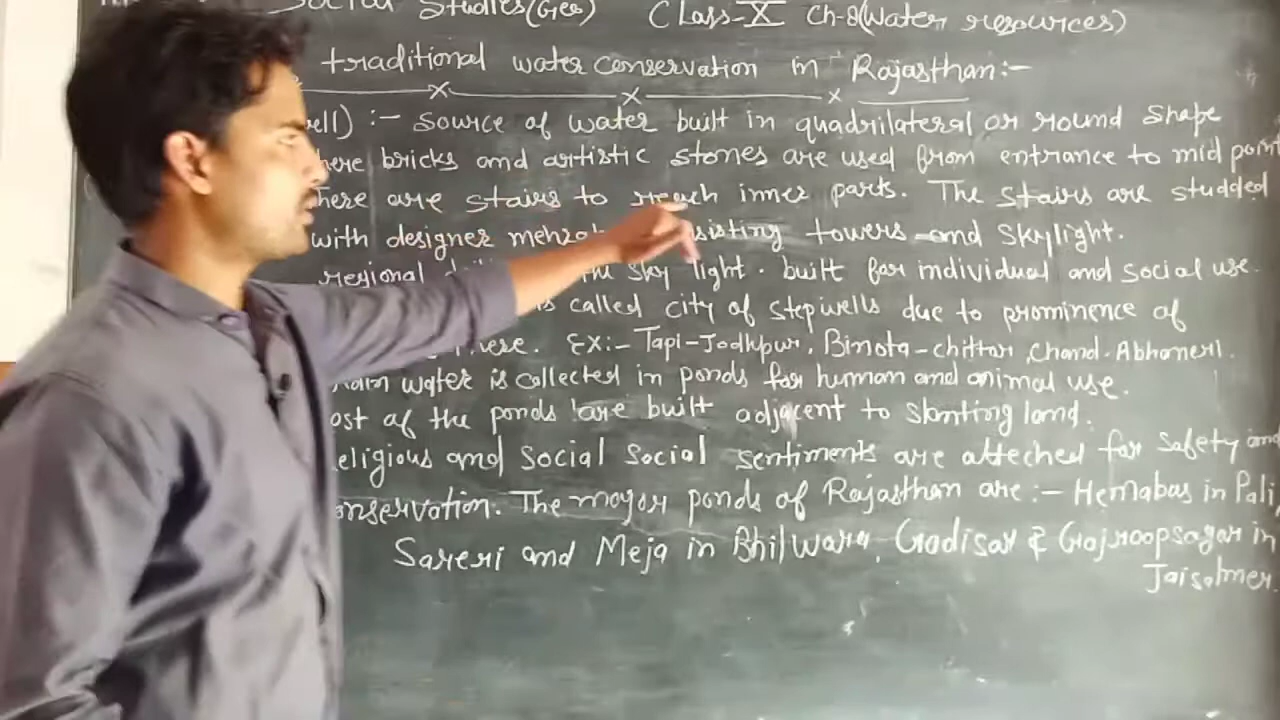 Social Studies(Geo) Class-X Ch-8(Water resources)
traditional water conservation in Rajasthan:-
ell) :- Source of water built in quadrilateral or round shape
here bricks and artistic stones are used from entrance to mid point
here are stairs to reach inner parts. The stairs are studded
with designer sisting towers and skylight.
regional sky light. built for individual and social use.
called city of stepwells due to prominence of
here. Ex:- Tapi-Jodhpur, Binota-chittor, Chand-Abhaneri.
water is collected in ponds for human and animal use.
ost of the ponds are built adjacent to slanting land.
eligious and Social Social sentiments are atteched for safety and
onservation. The major ponds of Rajasthan are :- Hemabas in Pali,
Sareri and Meja in Bhilwara, Gadisar & Gajroopsagar in
Jaisalmer.